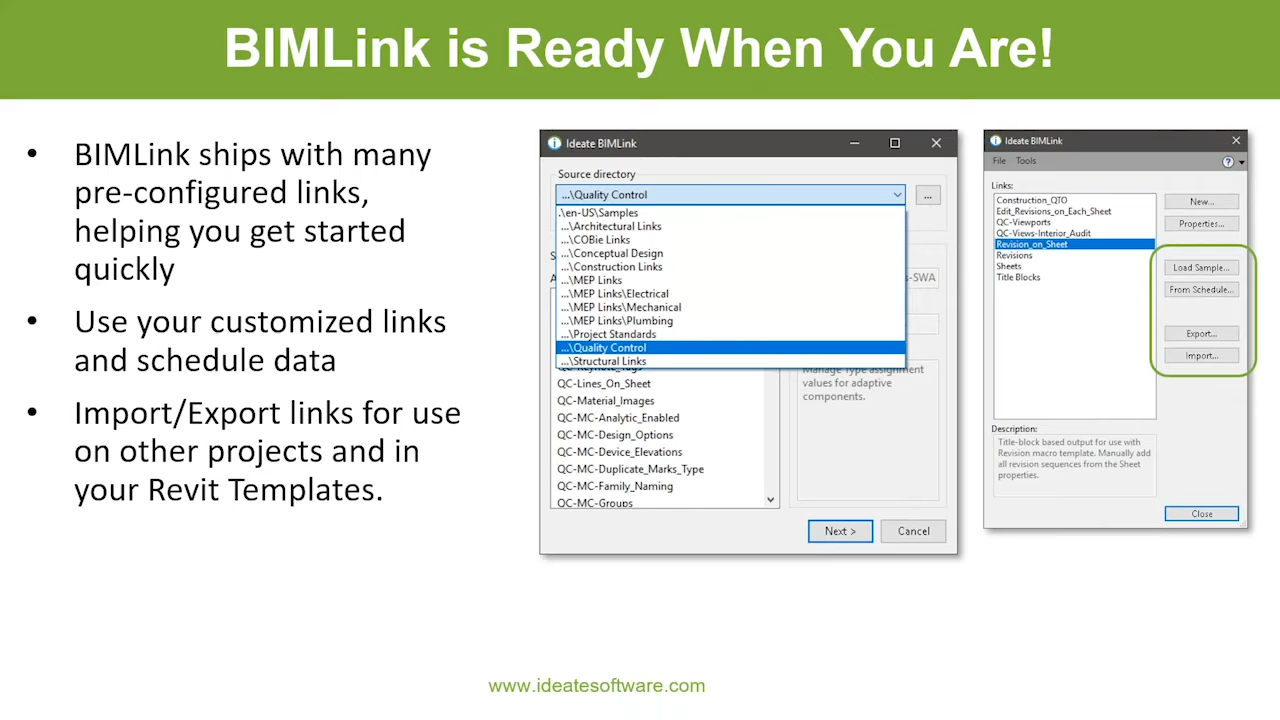 BIMLink is Ready When You Are!
• BIMLink ships with many
pre-configured links,
helping you get started
quickly
• Use your customized links
and schedule data
• Import/Export links for use
on other projects and in
your Revit Templates.
Ideate BIMLink
Source directory
...\Quality Control
...
.\en-US\Samples
...\Architectural Links
...\COBie Links
...\Conceptual Design
...\Construction Links
...\MEP Links
...\MEP Links\Electrical
...\MEP Links\Mechanical
...\MEP Links\Plumbing
...\Project Standards
...\Quality Control
...\Structural Links
-SWA
QC-Lines_On_Sheet
QC-Material_Images
QC-MC-Analytic_Enabled
QC-MC-Design_Options
QC-MC-Device_Elevations
QC-MC-Duplicate_Marks_Type
QC-MC-Family_Naming
QC-MC-Groups
Manage Type assignment
values for adaptive
components.
Next >
Cancel
Ideate BIMLink
File Tools
?
Links:
Construction_QTO
Edit_Revisions_on_Each_Sheet
QC-Viewports
QC-Views-Interior_Audit
Revision_on_Sheet
Revisions
Sheets
Title Blocks
New...
Properties...
Load Sample...
From Schedule...
Export...
Import...
Description:
Title-block based output for use with
Revision macro template. Manually add
all revision sequences from the Sheet
properties.
Close
www.ideatesoftware.com